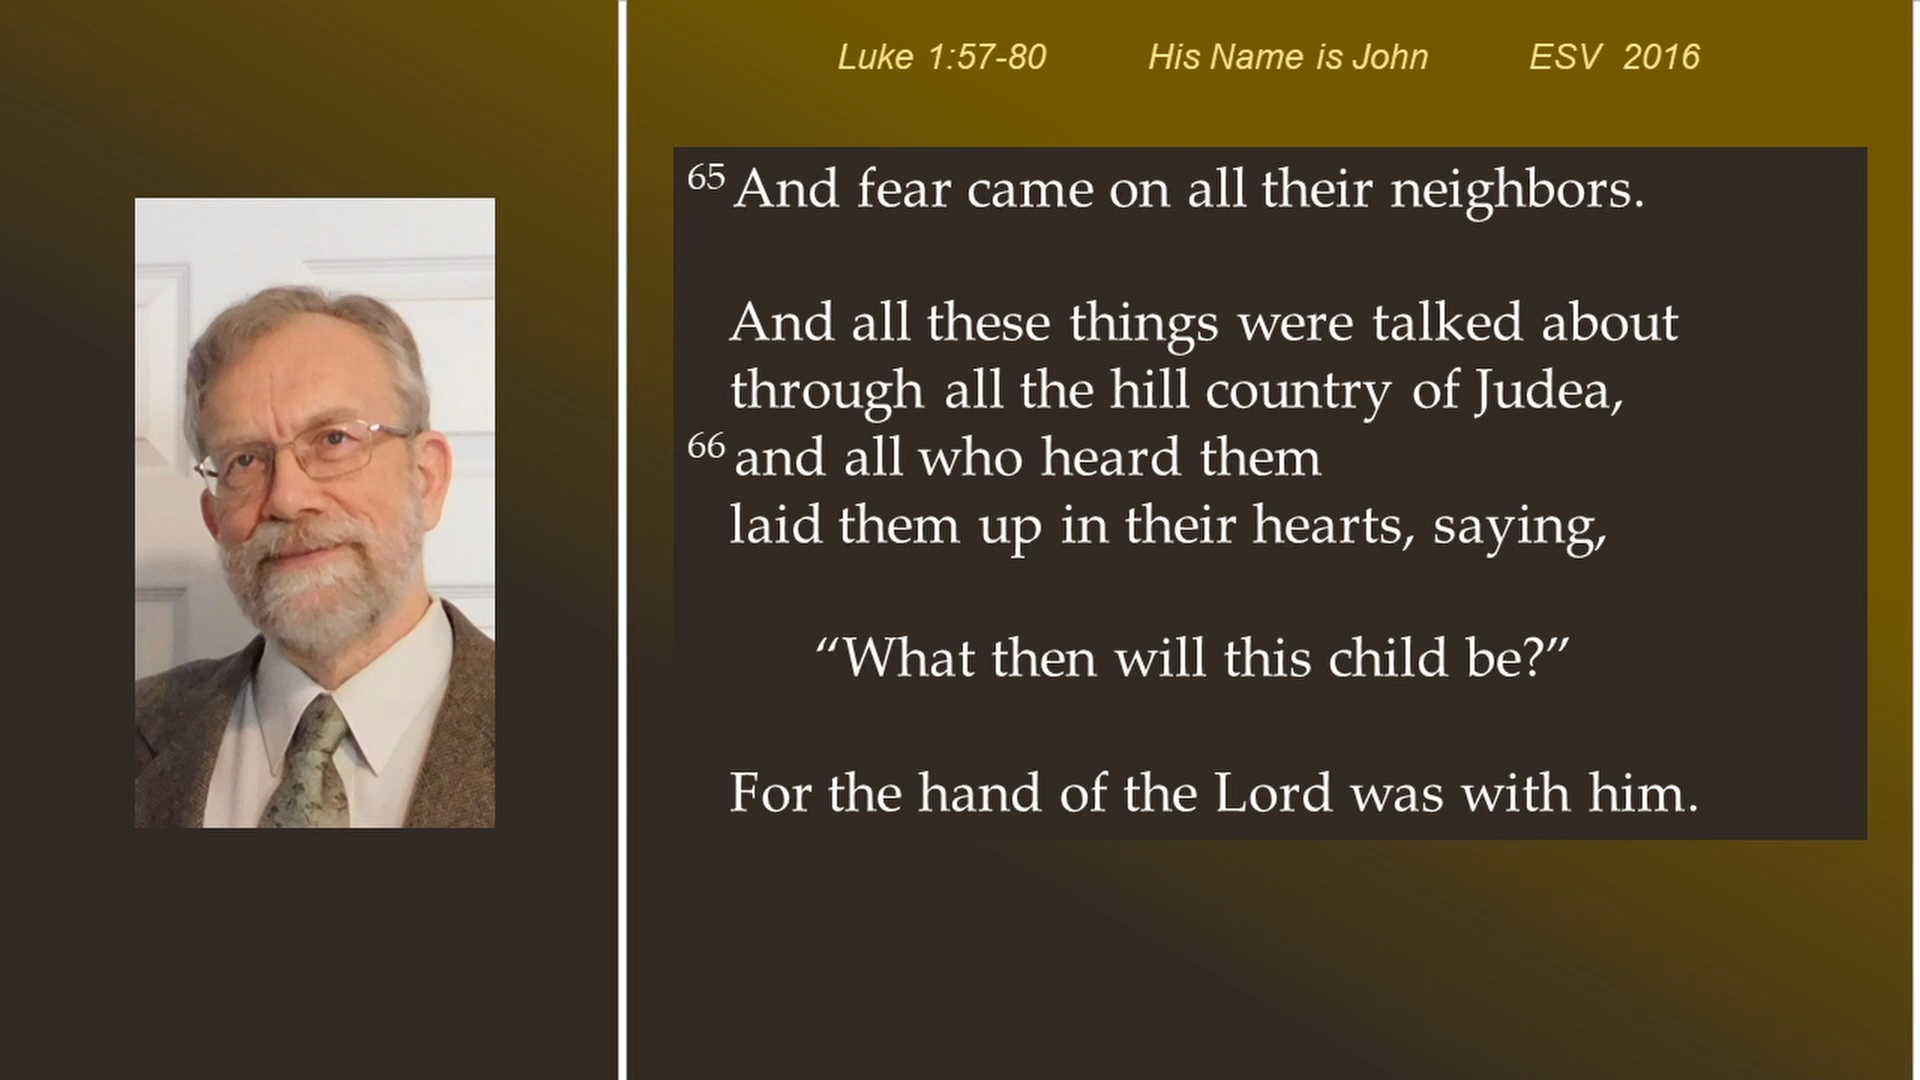 Luke 1:57-80 His Name is John ESV 2016
65 And fear came on all their neighbors.
And all these things were talked about
through all the hill country of Judea,
66 and all who heard them
laid them up in their hearts, saying,
“What then will this child be?”
For the hand of the Lord was with him.